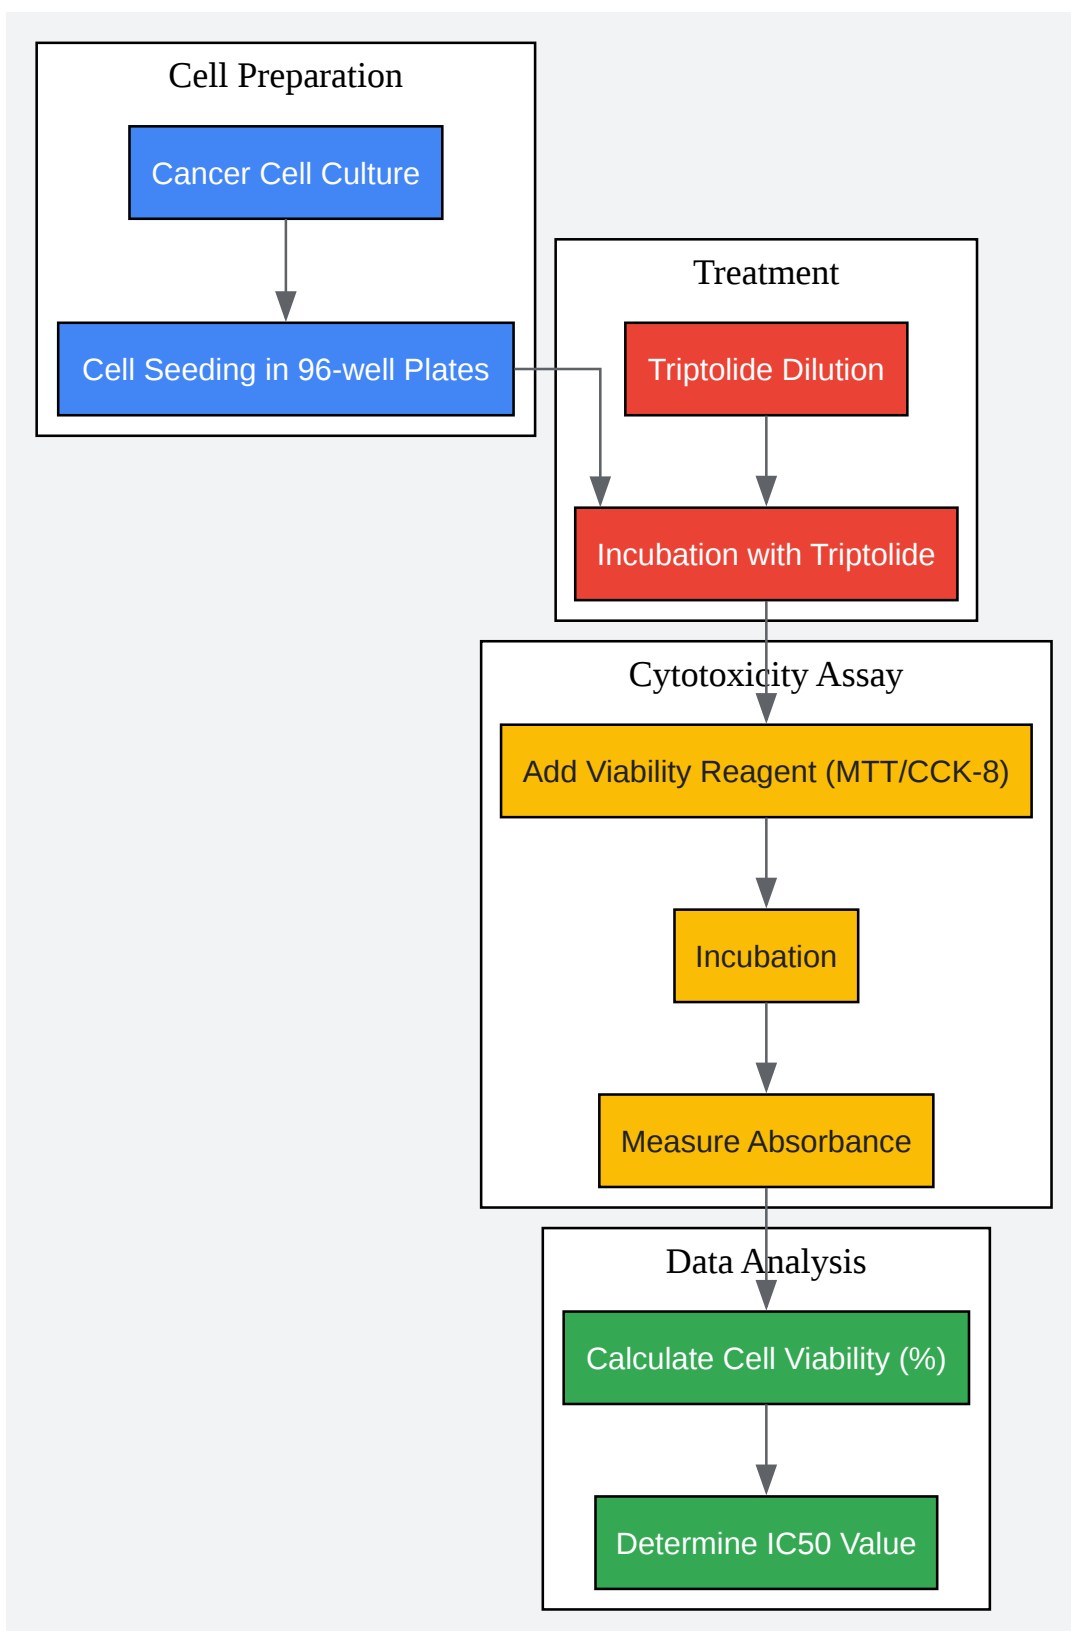 Cell Preparation
Cancer Cell Culture
Cell Seeding in 96-well Plates
Treatment
Triptolide Dilution
Incubation with Triptolide
Cytotoxicity Assay
Add Viability Reagent (MTT/CCK-8)
Incubation
Measure Absorbance
Data Analysis
Calculate Cell Viability (%)
Determine IC50 Value